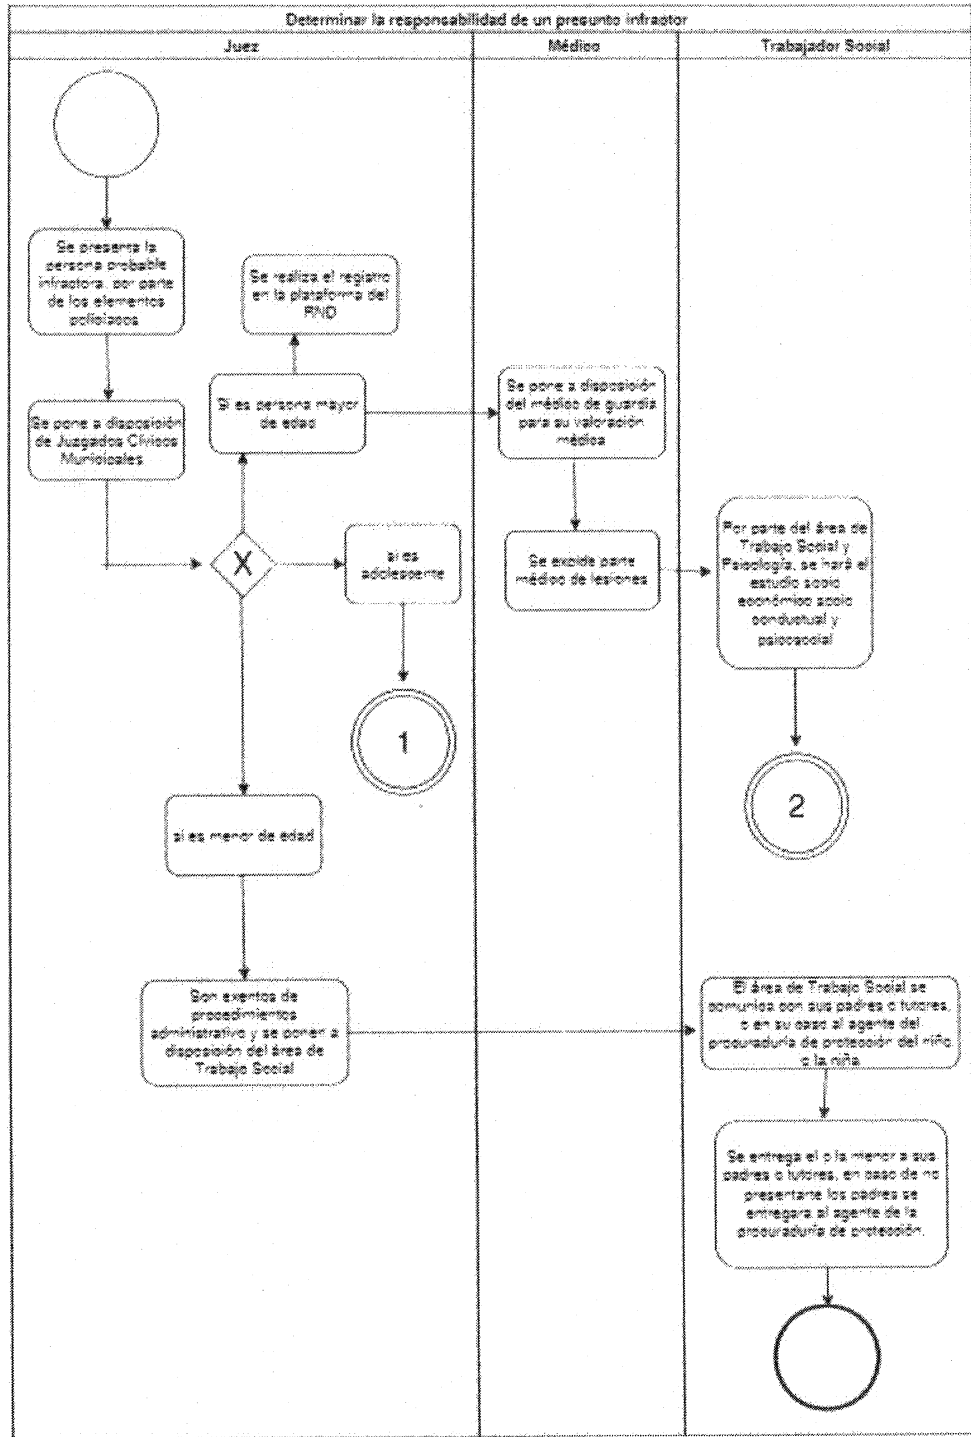 Determinar la responsabilidad de un presunto infractor
Juez
Médico
Trabajador Social
Se presenta la
persona probable
infractora, por parte
de los elementos
policiacos
Se pone a disposición
de Juzgados Cívicos
Municipales
Se realiza el registro
en la plataforma del
RND
Si es persona mayor
de edad
X
si es
adolescente
1
si es menor de edad
Son exentos de
procedimientos
administrativo y se ponen a
disposición del área de
Trabajo Social
Se pone a disposición
del médico de guardia
para su valoración
médica
Se expide parte
médico de lesiones
Por parte del área de
Trabajo Social y
Psicología, se hará el
estudio socio
económico socio
conductual y
psicosocial
2
El área de Trabajo Social se
comunica con sus padres o tutores,
o en su caso al agente del
procuraduría de protección del niño
o la niña.
Se entrega el o la menor a sus
padres o tutores, en caso de no
presentarte los padres se
entregara al agente de la
procuraduría de protección.